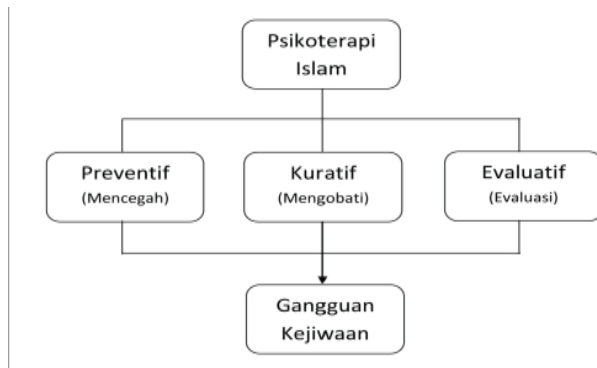 Psikoterapi
Islam
Preventif
(Mencegah)
Kuratif
(Mengobati)
Evaluatif
(Evaluasi)
Gangguan
Kejiwaan